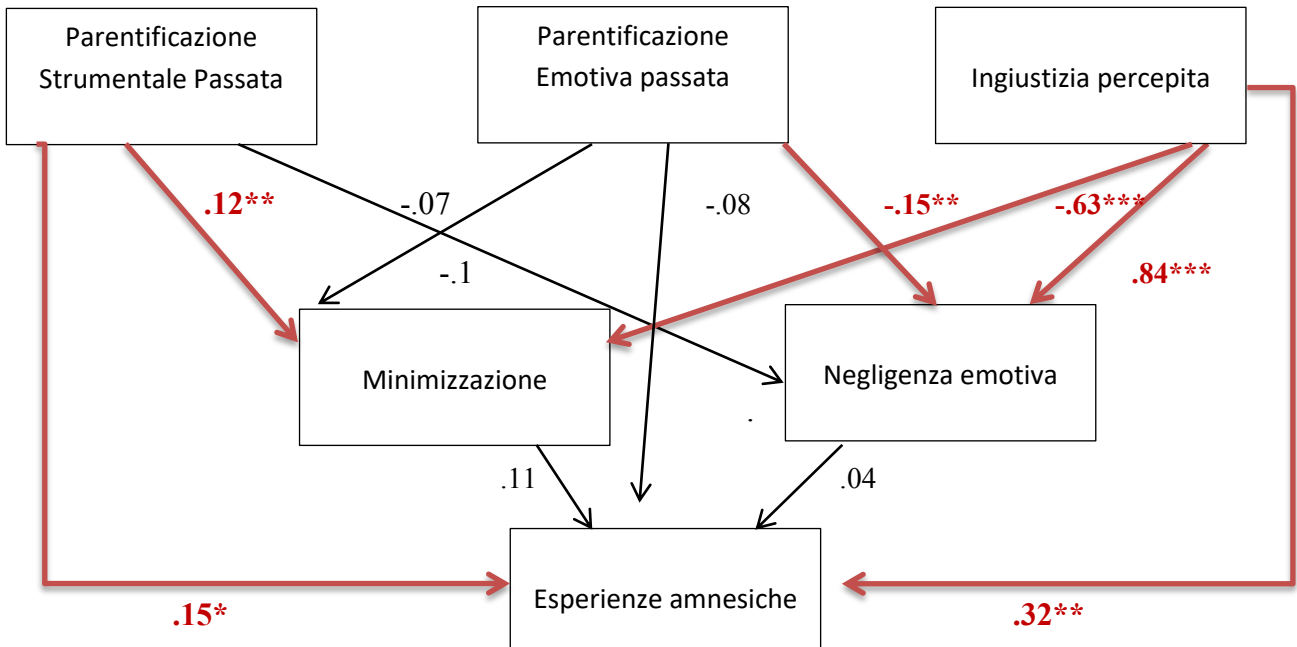 Parentificazione
Strumentale Passata
Parentificazione
Emotiva passata
Ingiustizia percepita
.12**
-.07
-.08
-.15**
-.63***
-.1
.84***
Minimizzazione
Negligenza emotiva
.
.11
.04
Esperienze amnesiche
.15*
.32**